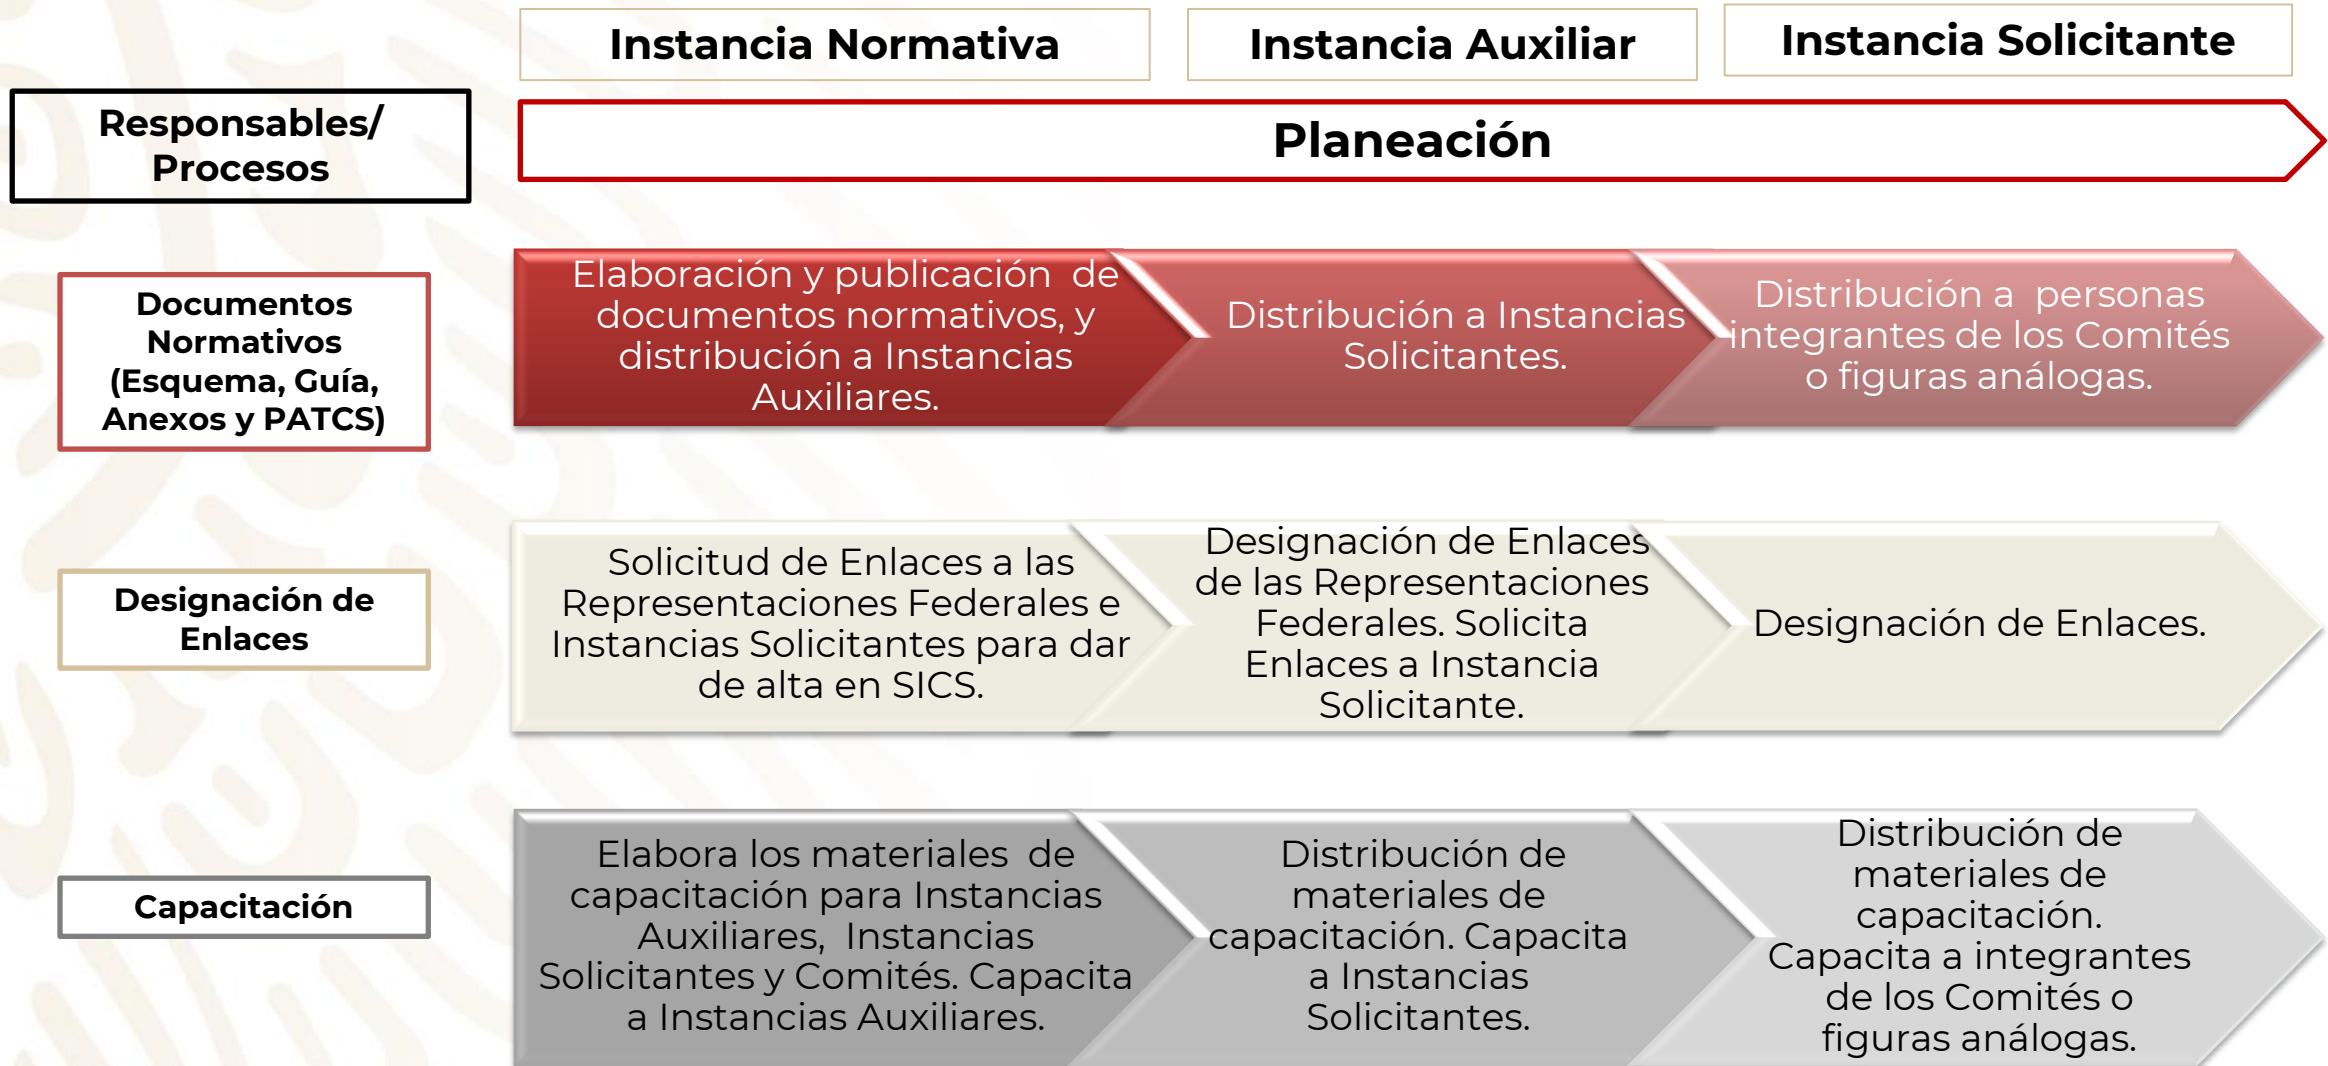 Instancia Normativa
Instancia Auxiliar
Instancia Solicitante
Responsables/
Procesos
Planeación
Documentos
Normativos
(Esquema, Guía,
Anexos y PATCS)
Elaboración y publicación de
documentos normativos, y
distribución a Instancias
Auxiliares.
Distribución a Instancias
Solicitantes.
Distribución a personas
integrantes de los Comités
o figuras análogas.
Designación de
Enlaces
Solicitud de Enlaces a las
Representaciones Federales e
Instancias Solicitantes para dar
de alta en SICS.
Designación de Enlaces
de las Representaciones
Federales. Solicita
Enlaces a Instancia
Solicitante.
Designación de Enlaces.
Capacitación
Elabora los materiales de
capacitación para Instancias
Auxiliares, Instancias
Solicitantes y Comités. Capacita
a Instancias Auxiliares.
Distribución de
materiales de
capacitación. Capacita
a Instancias
Solicitantes.
Distribución de
materiales de
capacitación.
Capacita a integrantes
de los Comités o
figuras análogas.